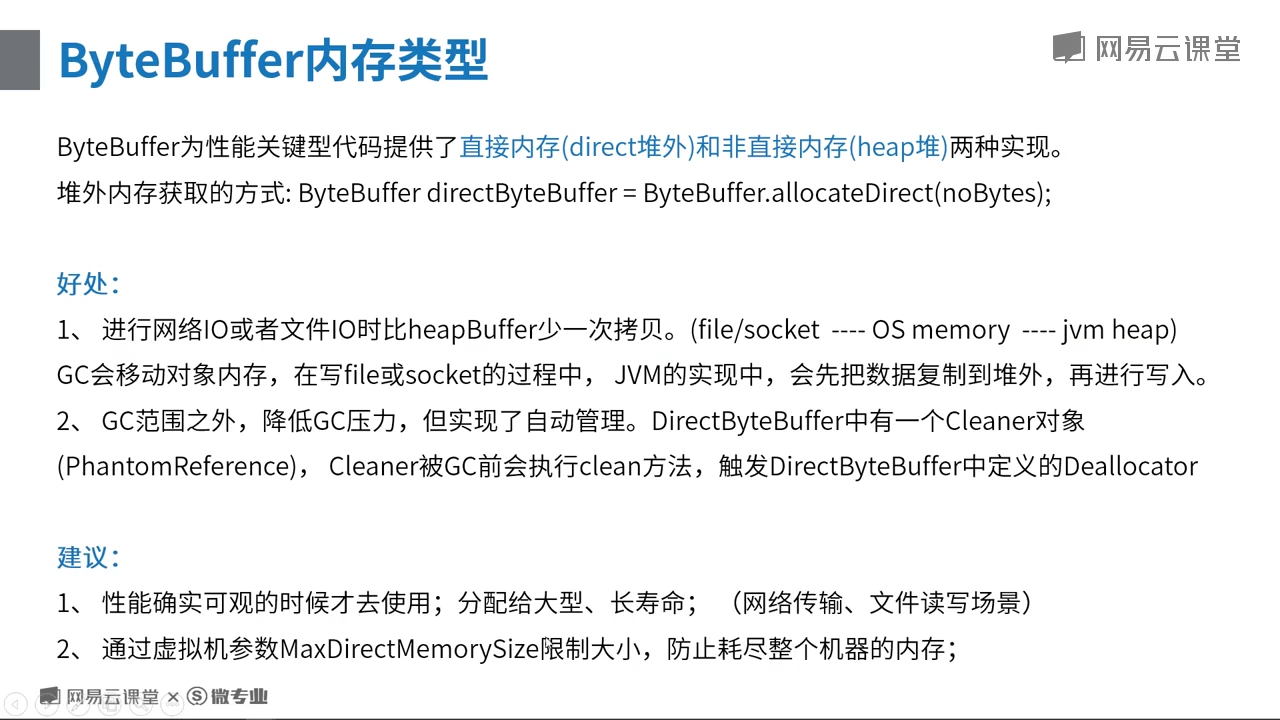 ByteBuffer内存类型
网易云课堂
ByteBuffer为性能关键型代码提供了直接内存(direct堆外)和非直接内存(heap堆)两种实现。
堆外内存获取的方式: ByteBuffer directByteBuffer = ByteBuffer.allocateDirect(noBytes);
好处：
1、 进行网络IO或者文件IO时比heapBuffer少一次拷贝。(file/socket ---- OS memory ---- jvm heap)
GC会移动对象内存，在写file或socket的过程中， JVM的实现中，会先把数据复制到堆外，再进行写入。
2、 GC范围之外，降低GC压力，但实现了自动管理。DirectByteBuffer中有一个Cleaner对象
(PhantomReference)， Cleaner被GC前会执行clean方法，触发DirectByteBuffer中定义的Deallocator
建议：
1、 性能确实可观的时候才去使用；分配给大型、长寿命； （网络传输、文件读写场景）
2、 通过虚拟机参数MaxDirectMemorySize限制大小，防止耗尽整个机器的内存；
网易云课堂 × S 微专业